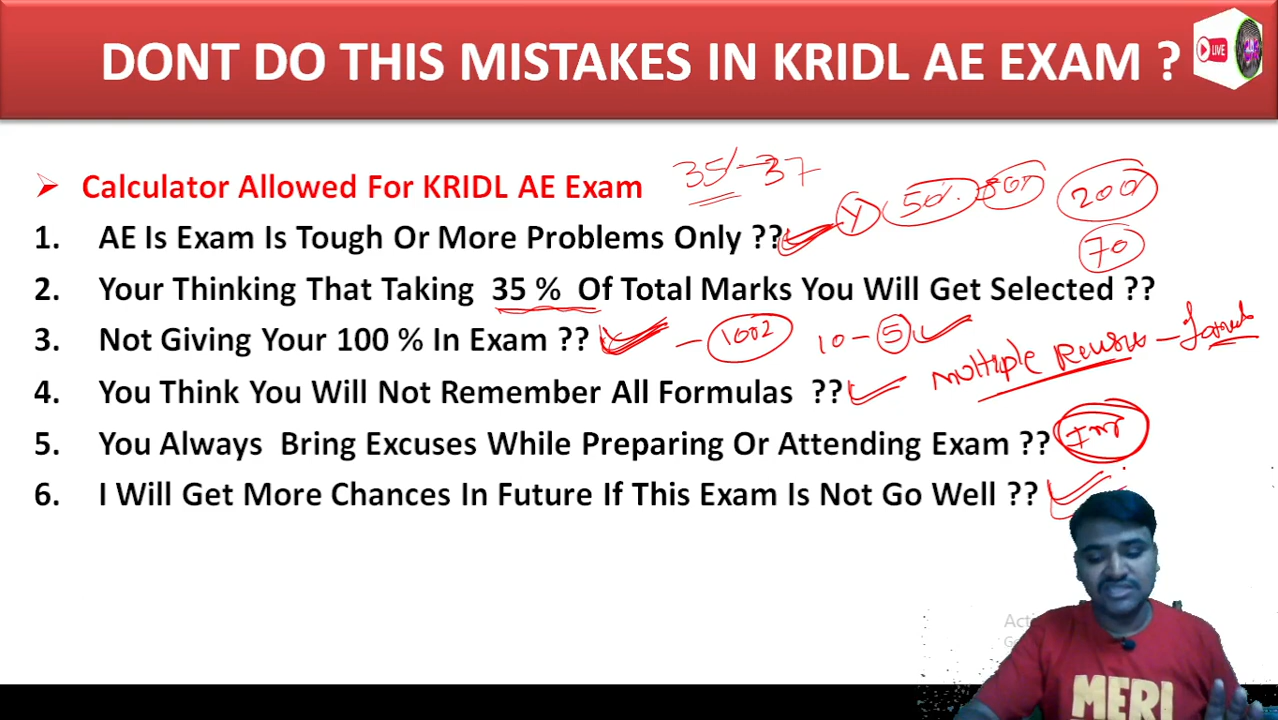 DONT DO THIS MISTAKES IN KRIDL AE EXAM ?
LIVE
➢ Calculator Allowed For KRIDL AE Exam
35% - 37
1. AE Is Exam Is Tough Or More Problems Only ??
Y 50%
200
70
2. Your Thinking That Taking 35 % Of Total Marks You Will Get Selected ??
3. Not Giving Your 100 % In Exam ??
- 100% 10 - 5
multiple
4. You Think You Will Not Remember All Formulas ??
5. You Always Bring Excuses While Preparing Or Attending Exam ??
Imp
6. I Will Get More Chances In Future If This Exam Is Not Go Well ??
MERI